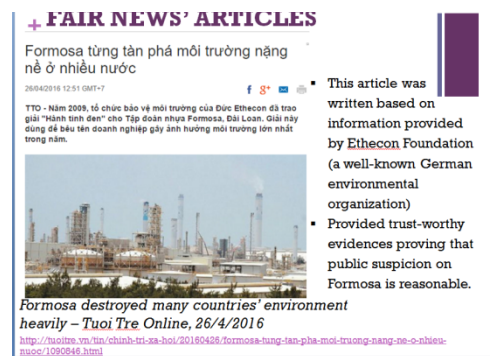 + FAIR NEWS' ARTICLES
Formosa từng tàn phá môi trường nặng
nề ở nhiều nước
26/04/2016 12:51 GMT+7
TTO - Năm 2009, tổ chức bảo vệ môi trường của Đức Ethecon đã trao
giải "Hành tinh đen" cho Tập đoàn nhựa Formosa, Đài Loan. Giải này
dùng để bêu tên doanh nghiệp gây ảnh hưởng môi trường lớn nhất
trong năm.
▪ This article was
written based on
information provided
by Ethecon Foundation
(a well-known German
environmental
organization)
▪ Provided trust-worthy
evidences proving that
public suspicion on
Formosa is reasonable.
Formosa destroyed many countries' environment
heavily – Tuoi Tre Online, 26/4/2016
http://tuoitre.vn/tin/chinh-tri-xa-hoi/20160426/formosa-tung-tan-pha-moi-truong-nang-ne-o-nhieu-
nuoc/1090846.html